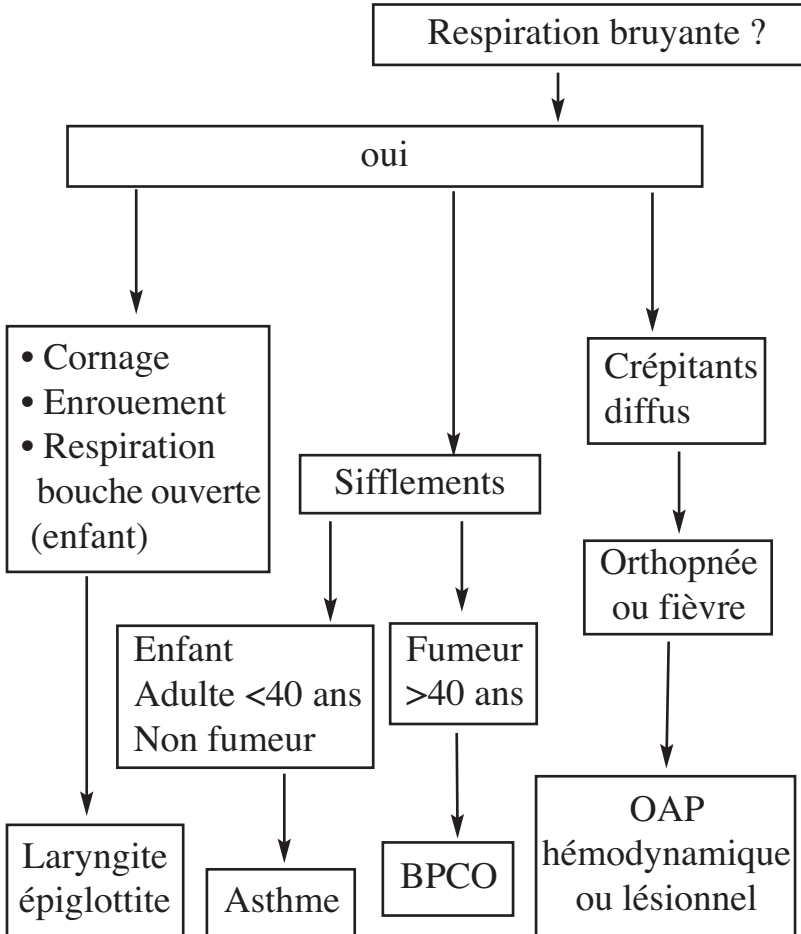 Respiration bruyante ?
oui
• Cornage
• Enrouement
• Respiration
bouche ouverte
(enfant)
Crépitants
diffus
Sifflements
Orthopnée
ou fièvre
Enfant
Adulte <40 ans
Non fumeur
Fumeur
>40 ans
Laryngite
épiglottite
Asthme
BPCO
OAP
hémodynamique
ou lésionnel